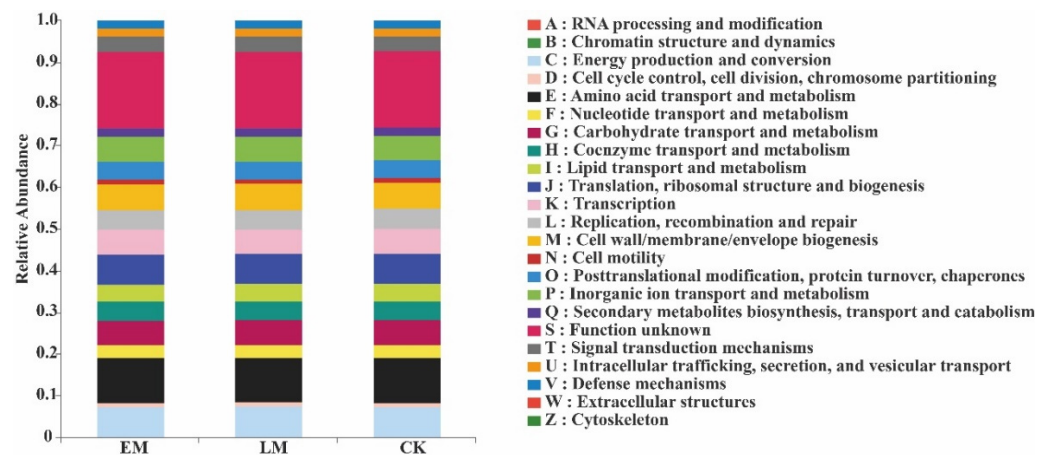 Relative Abundance
1.0
0.9
0.8
0.7
0.6
0.5
0.4
0.3
0.2
0.1
0
EM LM CK
A : RNA processing and modification
B : Chromatin structure and dynamics
C : Energy production and conversion
D : Cell cycle control, cell division, chromosome partitioning
E : Amino acid transport and metabolism
F : Nucleotide transport and metabolism
G : Carbohydrate transport and metabolism
H : Coenzyme transport and metabolism
I : Lipid transport and metabolism
J : Translation, ribosomal structure and biogenesis
K : Transcription
L : Replication, recombination and repair
M : Cell wall/membrane/envelope biogenesis
N : Cell motility
O : Posttranslational modification, protein turnover, chaperones
P : Inorganic ion transport and metabolism
Q : Secondary metabolites biosynthesis, transport and catabolism
S : Function unknown
T : Signal transduction mechanisms
U : Intracellular trafficking, secretion, and vesicular transport
V : Defense mechanisms
W : Extracellular structures
Z : Cytoskeleton